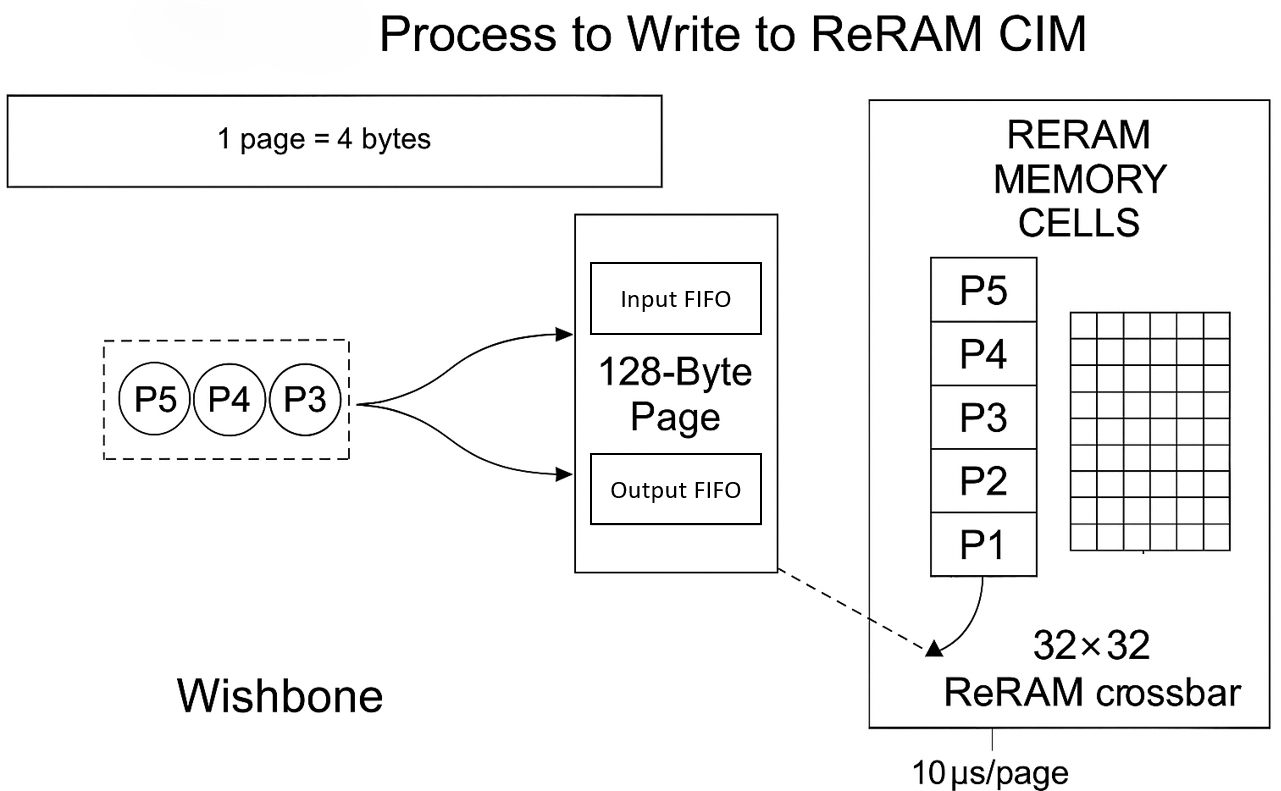 Process to Write to ReRAM CIM
1 page = 4 bytes
P5 P4 P3
Input FIFO
128-Byte
Page
Output FIFO
Wishbone
RERAM
MEMORY
CELLS
P5
P4
P3
P2
P1
32×32
ReRAM crossbar
10 µs/page